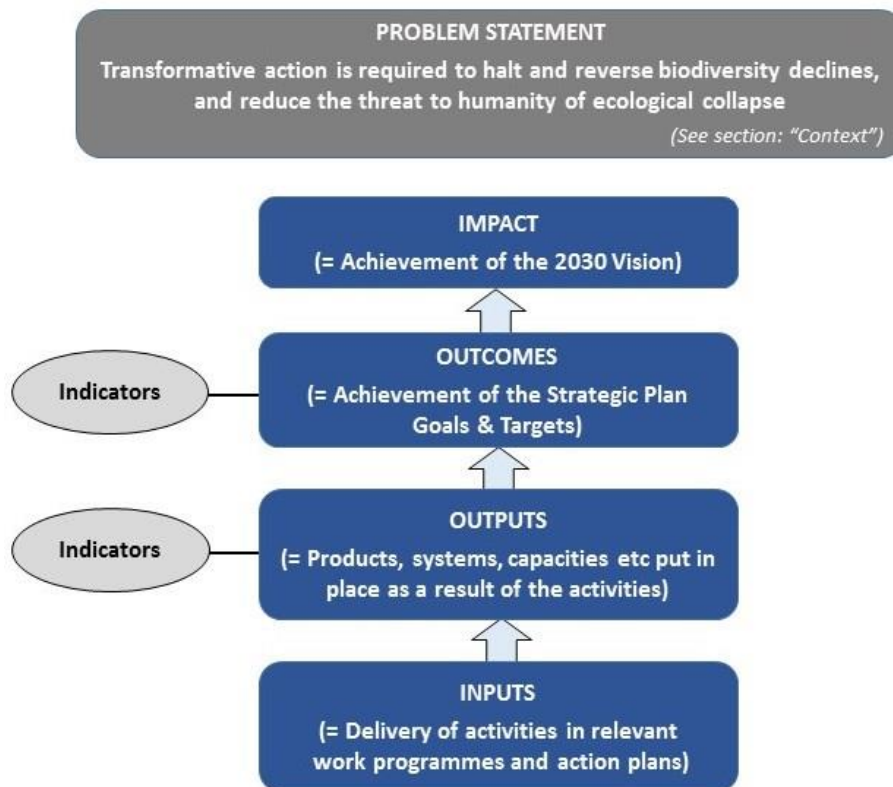 PROBLEM STATEMENT
Transformative action is required to halt and reverse biodiversity declines,
and reduce the threat to humanity of ecological collapse
(See section: “Context”)
IMPACT
(= Achievement of the 2030 Vision)
OUTCOMES
(= Achievement of the Strategic Plan
Goals & Targets)
Indicators
OUTPUTS
(= Products, systems, capacities etc put in
place as a result of the activities)
Indicators
INPUTS
(= Delivery of activities in relevant
work programmes and action plans)